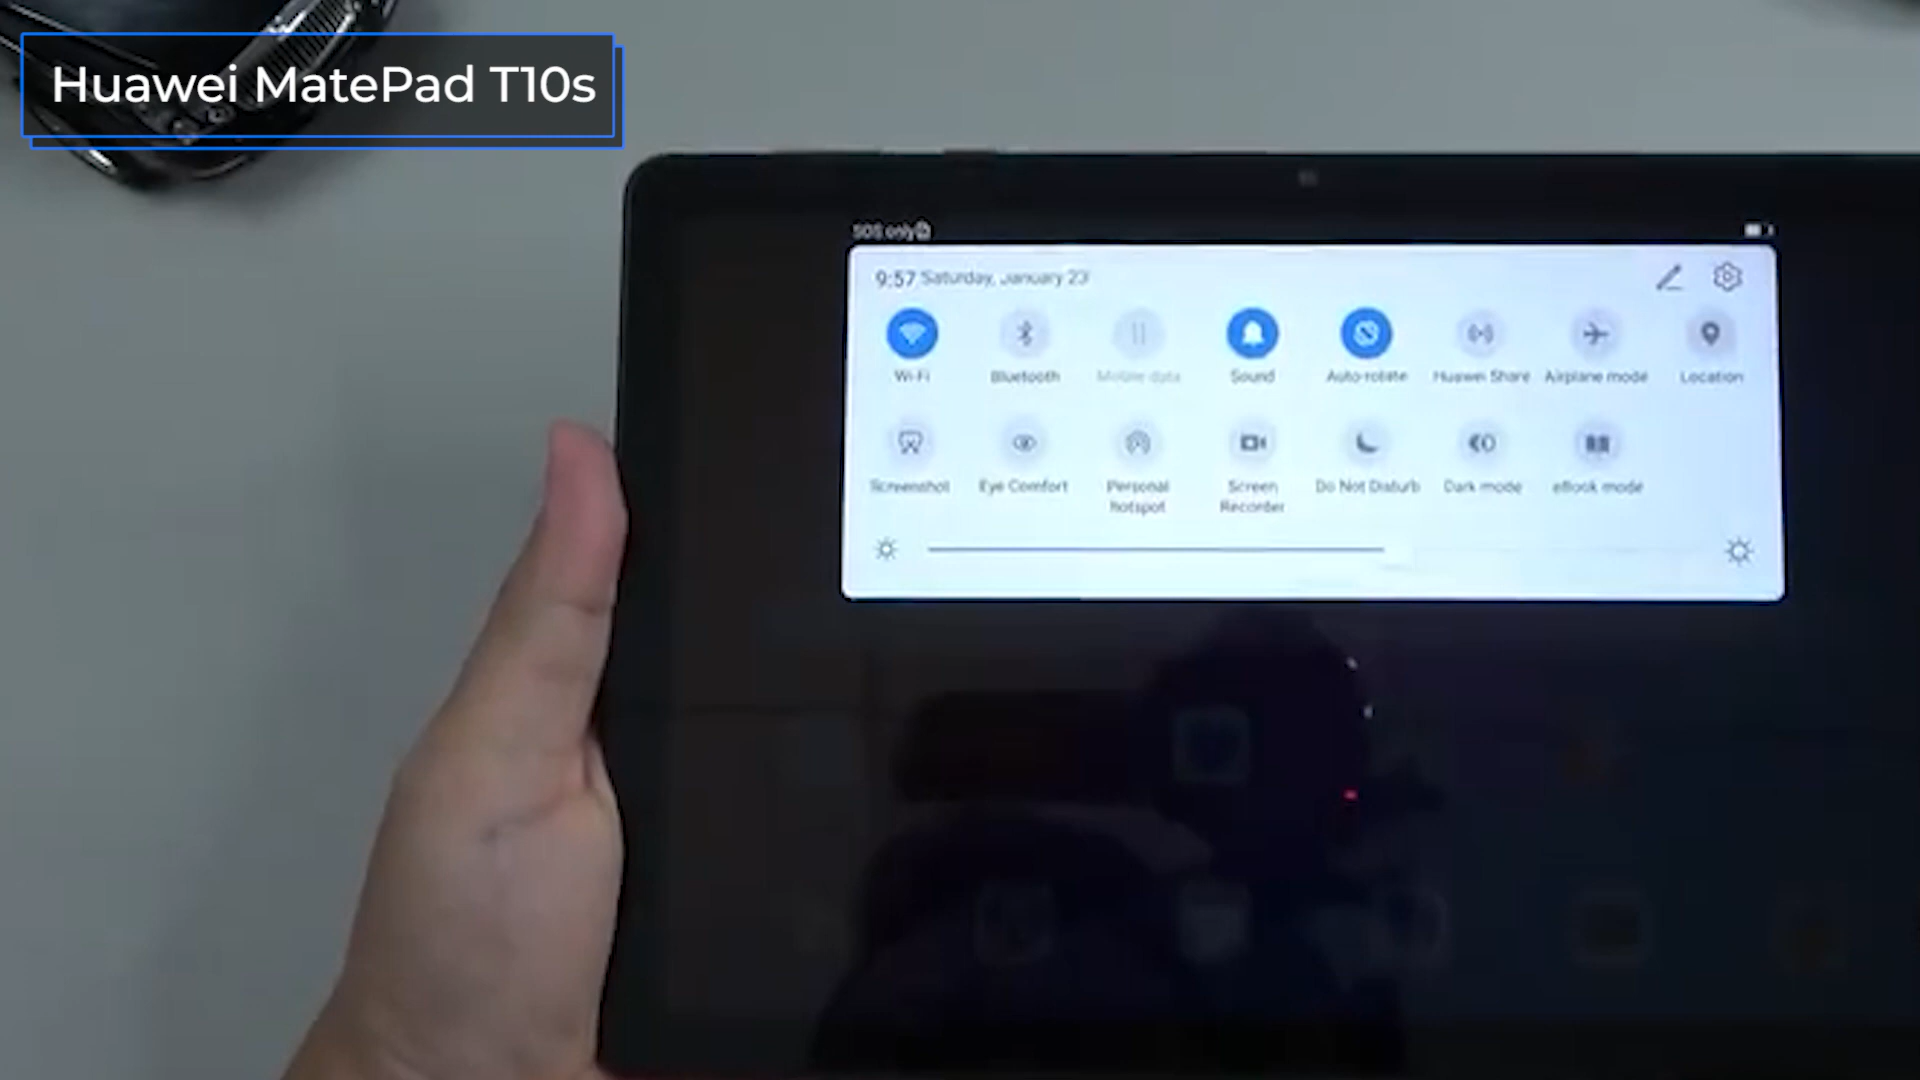 Huawei MatePad T10s
SOS only
9:57 Saturday, January 23
Wi-Fi Bluetooth Mobile data Sound Auto-rotate Huawei Share Airplane mode Location
Screenshot Eye Comfort Personal hotspot Screen Recorder Do Not Disturb Dark mode eBook mode